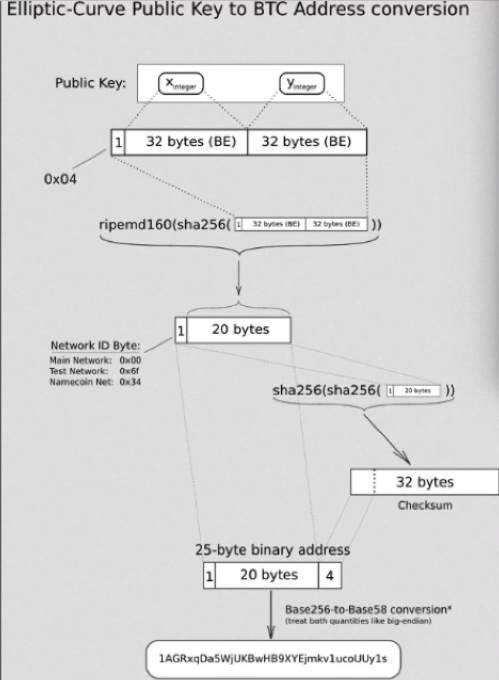 Elliptic-Curve Public Key to BTC Address conversion
Public Key:
x integer
y integer
1
32 bytes (BE)
32 bytes (BE)
0x04
ripemd160(sha256(
1
32 bytes (BE)
32 bytes (BE)
))
1
20 bytes
Network ID Byte:
Main Network: 0x00
Test Network: 0x6f
Namecoin Net: 0x34
sha256(sha256(
1
20 bytes
))
32 bytes
Checksum
25-byte binary address
1
20 bytes
4
Base256-to-Base58 conversion*
(treat both quantities like big-endian)
1AGRxqDa5WjUKBwHB9XYEjmkv1ucoUUy1s